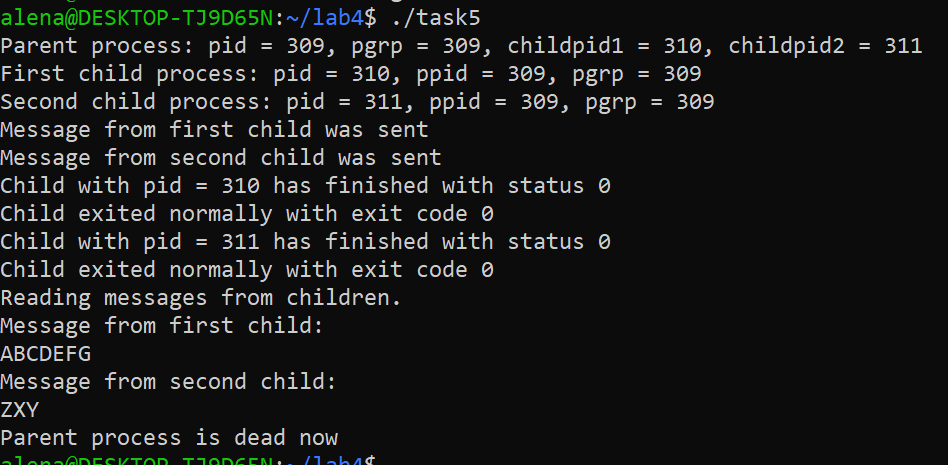 alena@DESKTOP-TJ9D65N:~/lab4$ ./task5
Parent process: pid = 309, pgrp = 309, childpid1 = 310, childpid2 = 311
First child process: pid = 310, ppid = 309, pgrp = 309
Second child process: pid = 311, ppid = 309, pgrp = 309
Message from first child was sent
Message from second child was sent
Child with pid = 310 has finished with status 0
Child exited normally with exit code 0
Child with pid = 311 has finished with status 0
Child exited normally with exit code 0
Reading messages from children.
Message from first child:
ABCDEFG
Message from second child:
ZXY
Parent process is dead now
alena@DESKTOP-TJ9D65N:~/lab4$